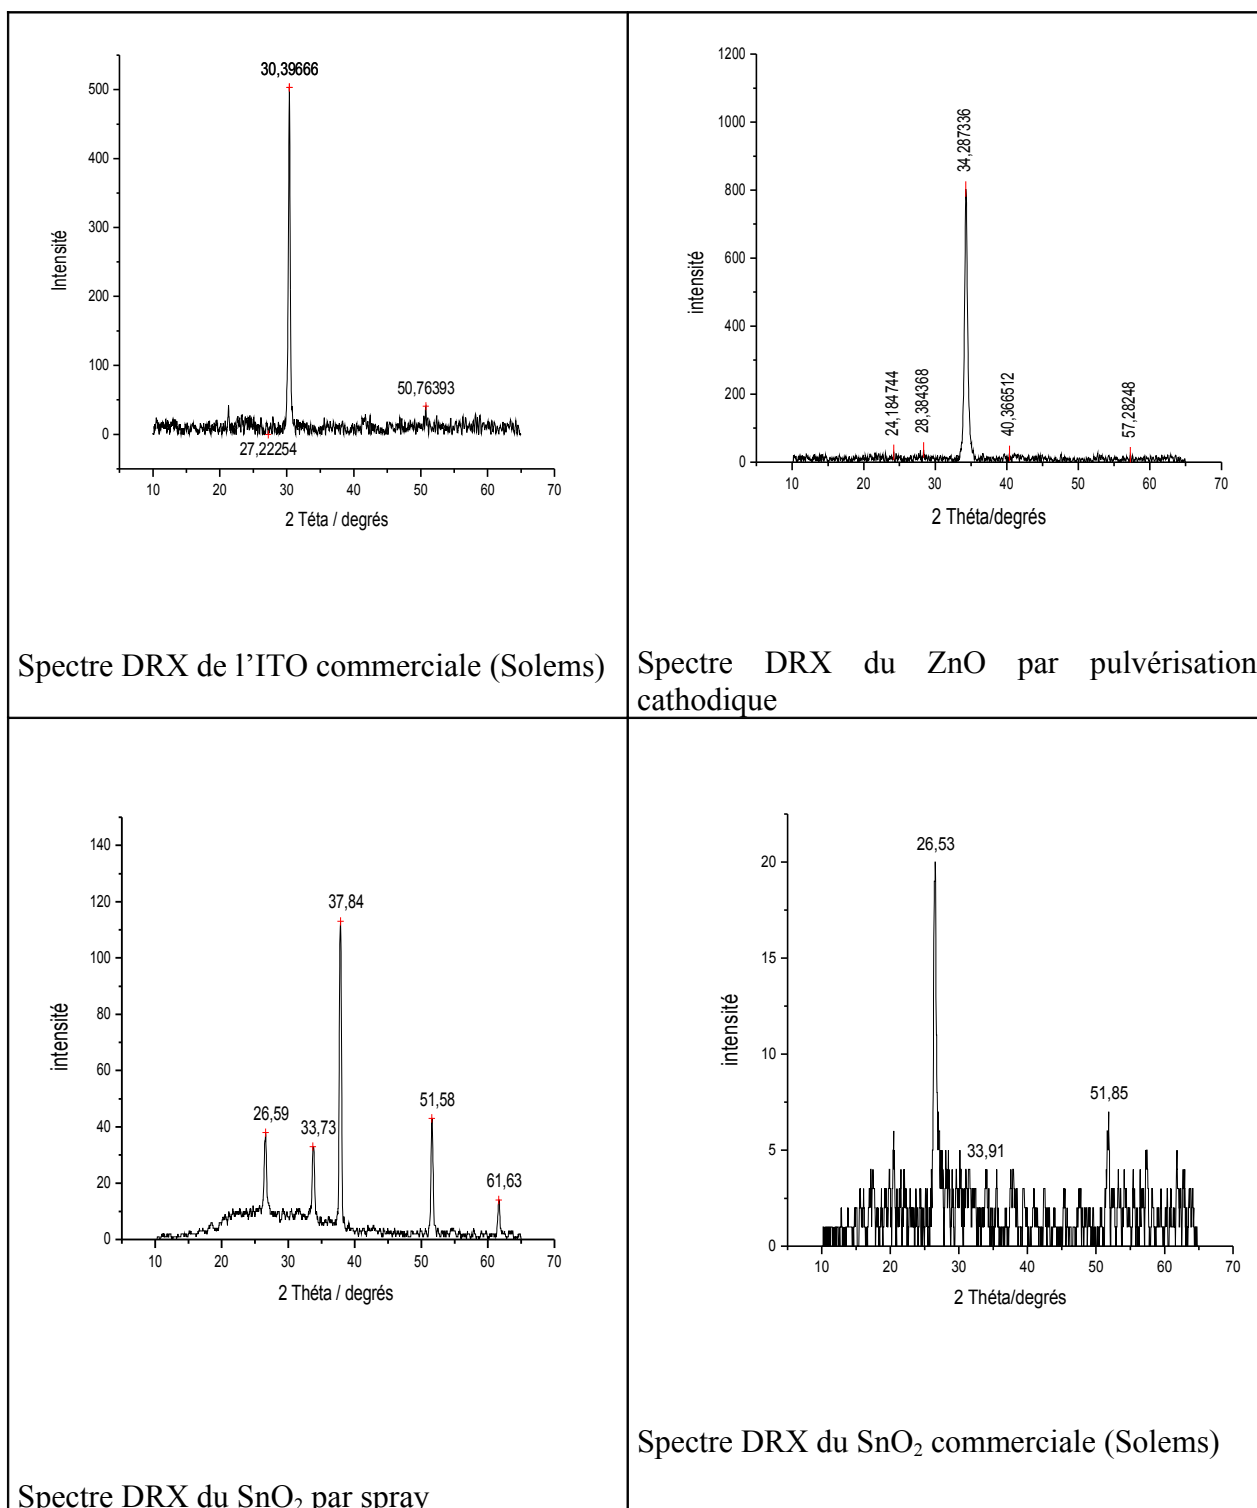 30,39666
500
400
300
200
100
0
Intensité
50,76393
27,22254
10 20 30 40 50 60 70
2 Téta / degrés
Spectre DRX de l’ITO commerciale (Solems)
1200
1000
800
600
400
200
0
intensité
24,184744
28,384368
34,287336
40,366512
57,28248
10 20 30 40 50 60 70
2 Théta/degrés
Spectre DRX du ZnO par pulvérisation
cathodique
140
120
100
80
60
40
20
0
intensité
26,59
33,73
37,84
51,58
61,63
10 20 30 40 50 60 70
2 Théta / degrés
Spectre DRX du SnO₂ par spray
20
15
10
5
0
intensité
26,53
33,91
51,85
10 20 30 40 50 60 70
2 Théta/degrés
Spectre DRX du SnO₂ commerciale (Solems)